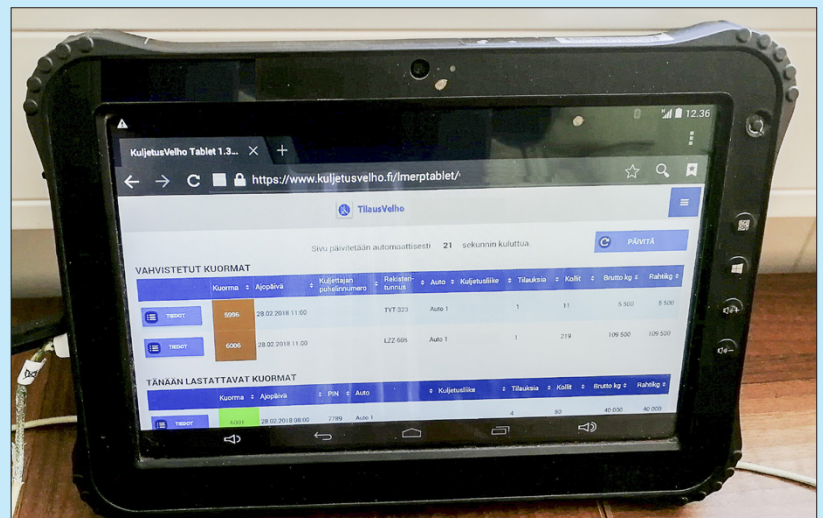 12.36
KuljetusVelho Tablet 1.3...
https://www.kuljetusvelho.fi/lmerptablet/
TilausVelho
Sivu päivitetään automaattisesti 21 sekunnin kuluttua.
PÄIVITÄ
VAHVISTETUT KUORMAT
Kuorma Ajopäivä Kuljettajan puhelinnumero Rekisteri-tunnus Auto Kuljetusliike Tilauksia Kollit Brutto kg Rahtikg
TIEDOT 5996 28.02.2018 11:00 TYT-323 Auto 1 1 11 5 500 5 500
TIEDOT 6006 28.02.2018 11:00 LZZ-605 Auto 1 1 219 109 500 109 500
TÄNÄÄN LASTATTAVAT KUORMAT
Kuorma Ajopäivä PIN Auto Kuljetusliike Tilauksia Kollit Brutto kg Rahtikg
TIEDOT 28.02.2018 08:00 7789 Auto 1 4 80 40 000 40 000